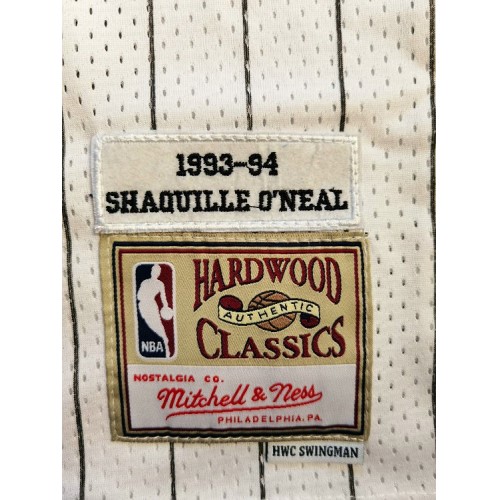 1993-94
SHAQUILLE O'NEAL
HARDWOOD
AUTHENTIC
CLASSICS
NBA
NOSTALGIA CO.
Mitchell & Ness
PHILADELPHIA, PA
HWC SWINGMAN